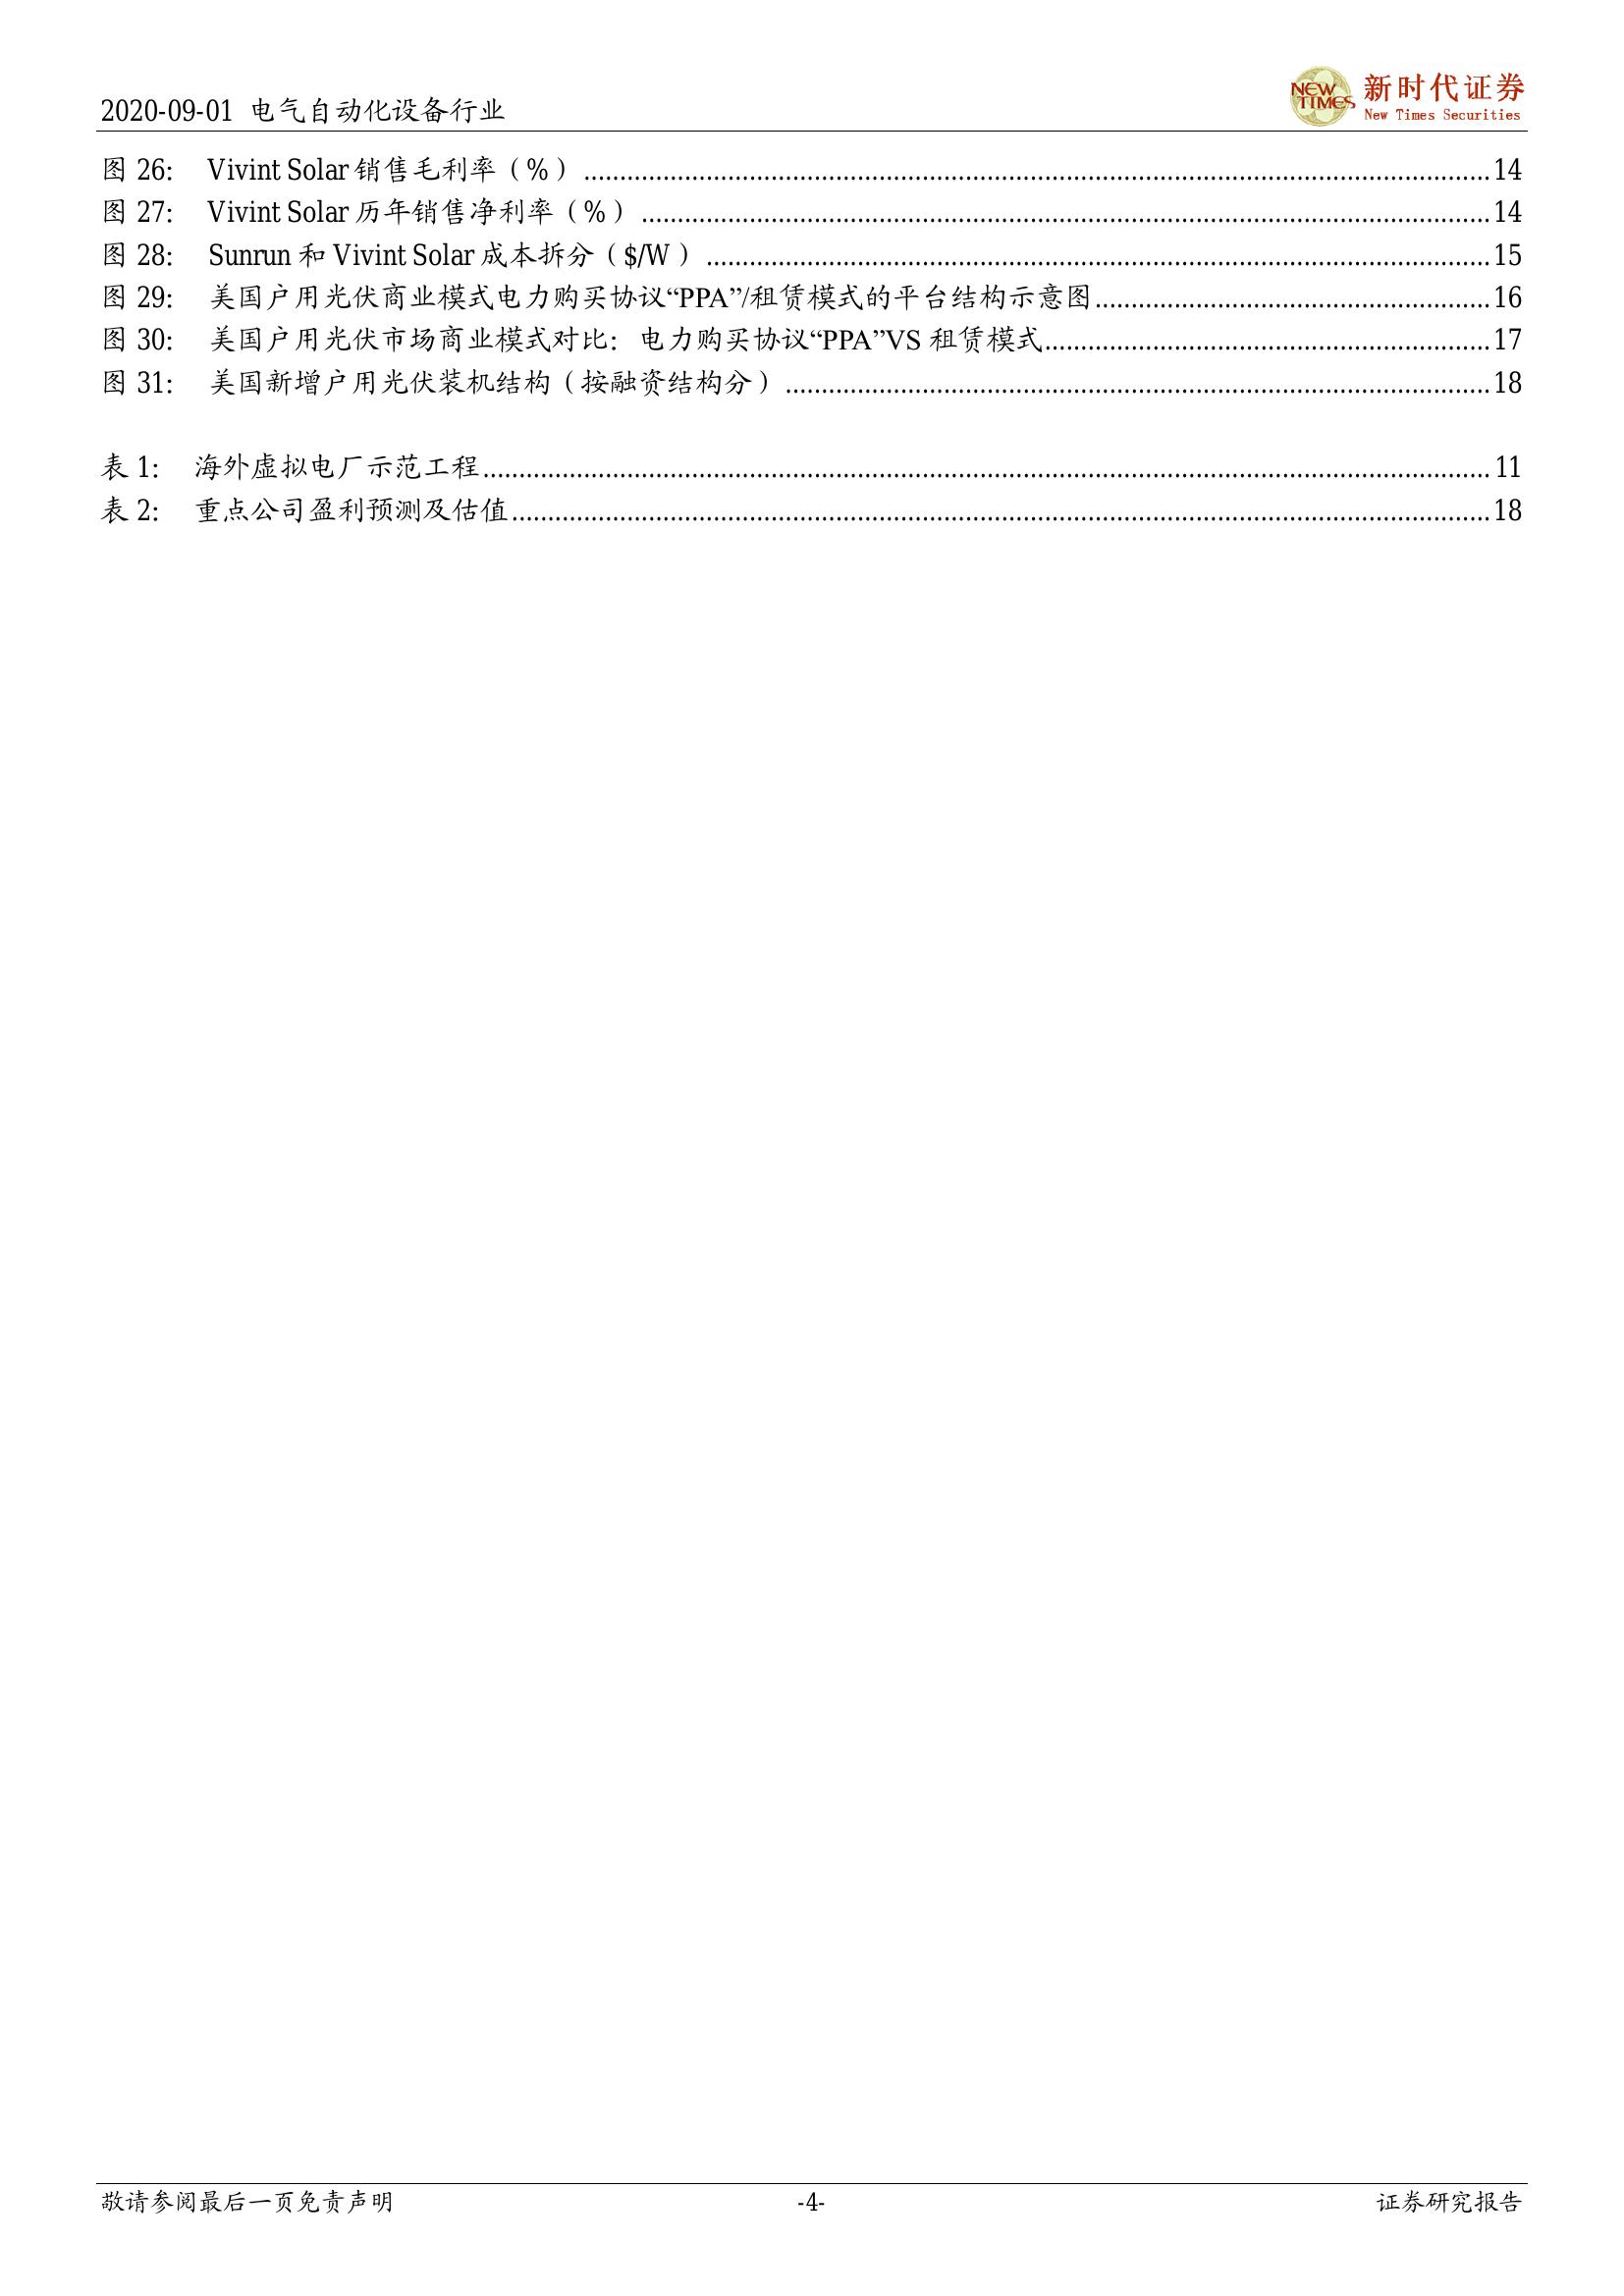 2020-09-01 电气自动化设备行业
NEW TIMES
新时代证券
New Times Securities
图 26: Vivint Solar 销售毛利率（%）........14
图 27: Vivint Solar 历年销售净利率（%）........14
图 28: Sunrun 和 Vivint Solar 成本拆分（$/W）........15
图 29: 美国户用光伏商业模式电力购买协议“PPA”/租赁模式的平台结构示意图........16
图 30: 美国户用光伏市场商业模式对比：电力购买协议“PPA”VS 租赁模式........17
图 31: 美国新增户用光伏装机结构（按融资结构分）........18
表 1: 海外虚拟电厂示范工程........11
表 2: 重点公司盈利预测及估值........18
敬请参阅最后一页免责声明 -4- 证券研究报告